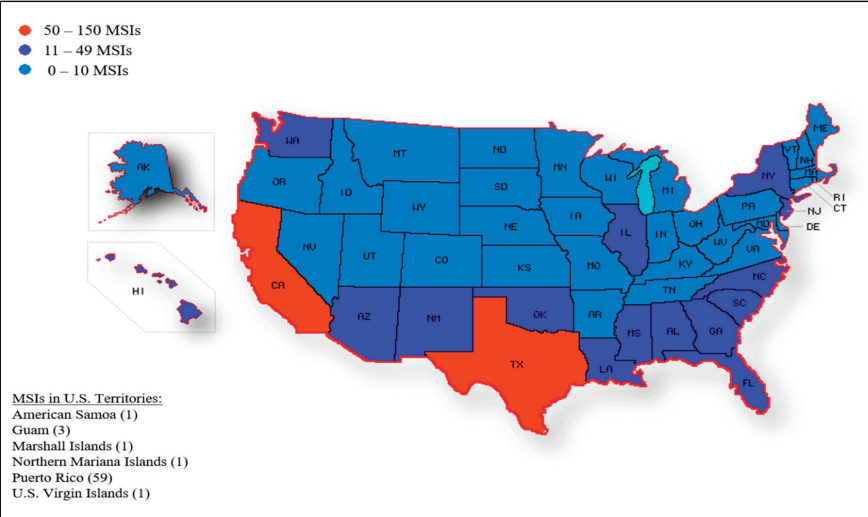 50 – 150 MSIs
11 – 49 MSIs
0 – 10 MSIs
WA
MT
ND
MN
ME
VT
NH
MA
AK
OR
ID
SD
WI
MI
NY
RI
CT
WY
IA
PA
NJ
NE
OH
MD
DE
NV
UT
CO
IL
IN
WV
VA
KS
MO
KY
CA
HI
NC
TN
AZ
NM
OK
AR
SC
MS
AL
GA
TX
LA
FL
MSIs in U.S. Territories:
American Samoa (1)
Guam (3)
Marshall Islands (1)
Northern Mariana Islands (1)
Puerto Rico (59)
U.S. Virgin Islands (1)